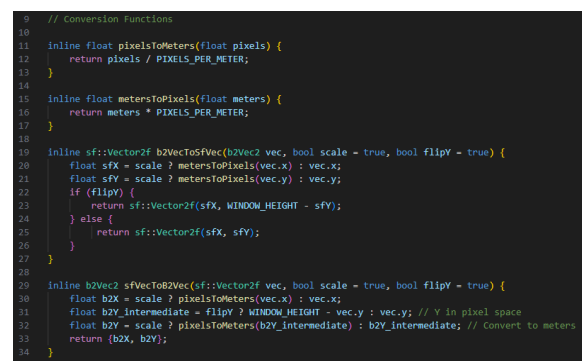 9 // Conversion Functions
10
11 inline float pixelsToMeters(float pixels) {
12 return pixels / PIXELS_PER_METER;
13 }
14
15 inline float metersToPixels(float meters) {
16 return meters * PIXELS_PER_METER;
17 }
18
19 inline sf::Vector2f b2VecToSfVec(b2Vec2 vec, bool scale = true, bool flipY = true) {
20 float sfX = scale ? metersToPixels(vec.x) : vec.x;
21 float sfY = scale ? metersToPixels(vec.y) : vec.y;
22 if (flipY) {
23 return sf::Vector2f(sfX, WINDOW_HEIGHT - sfY);
24 } else {
25 return sf::Vector2f(sfX, sfY);
26 }
27 }
28
29 inline b2Vec2 sfVecToB2Vec(sf::Vector2f vec, bool scale = true, bool flipY = true) {
30 float b2X = scale ? pixelsToMeters(vec.x) : vec.x;
31 float b2Y_intermediate = flipY ? WINDOW_HEIGHT - vec.y : vec.y; // Y in pixel space
32 float b2Y = scale ? pixelsToMeters(b2Y_intermediate) : b2Y_intermediate; // Convert to meters
33 return {b2X, b2Y};
34 }